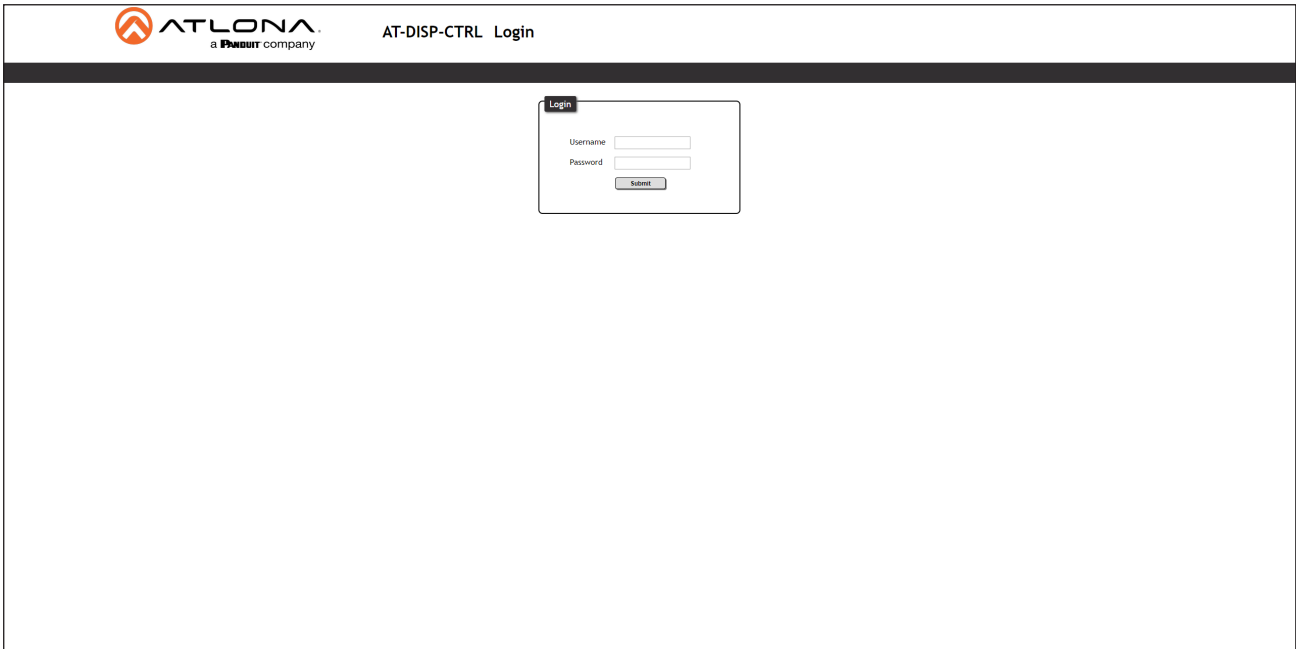 ATLONA.
a PANDUIT company
AT-DISP-CTRL Login
Login
Username
Password
Submit